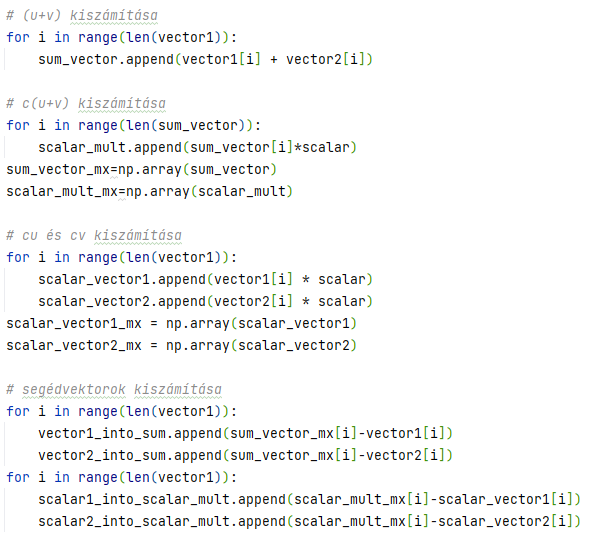 # (u+v) kiszámítása
for i in range(len(vector1)):
    sum_vector.append(vector1[i] + vector2[i])
# c(u+v) kiszámítása
for i in range(len(sum_vector)):
    scalar_mult.append(sum_vector[i]*scalar)
sum_vector_mx=np.array(sum_vector)
scalar_mult_mx=np.array(scalar_mult)
# cu és cv kiszámítása
for i in range(len(vector1)):
    scalar_vector1.append(vector1[i] * scalar)
    scalar_vector2.append(vector2[i] * scalar)
scalar_vector1_mx = np.array(scalar_vector1)
scalar_vector2_mx = np.array(scalar_vector2)
# segédvektorok kiszámítása
for i in range(len(vector1)):
    vector1_into_sum.append(sum_vector_mx[i]-vector1[i])
    vector2_into_sum.append(sum_vector_mx[i]-vector2[i])
for i in range(len(vector1)):
    scalar1_into_scalar_mult.append(scalar_mult_mx[i]-scalar_vector1[i])
    scalar2_into_scalar_mult.append(scalar_mult_mx[i]-scalar_vector2[i])